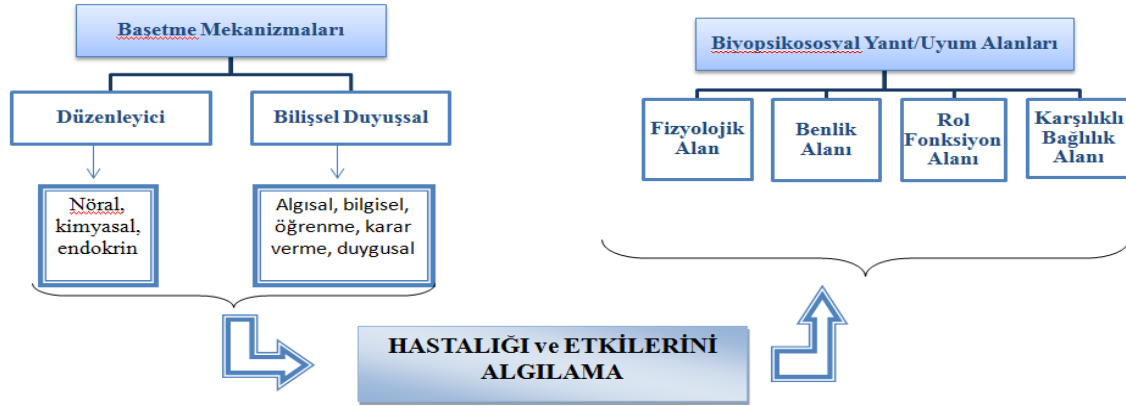 Başetme Mekanizmaları
Düzenleyici
Bilişsel Duyuşsal
Nöral,
kimyasal,
endokrin
Algısal, bilgisel,
öğrenme, karar
verme, duygusal
Biyopsikososyal Yanıt/Uyum Alanları
Fizyolojik
Alan
Benlik
Alanı
Rol
Fonksiyon
Alanı
Karşılıklı
Bağlılık
Alanı
HASTALIĞI ve ETKİLERİNİ
ALGILAMA